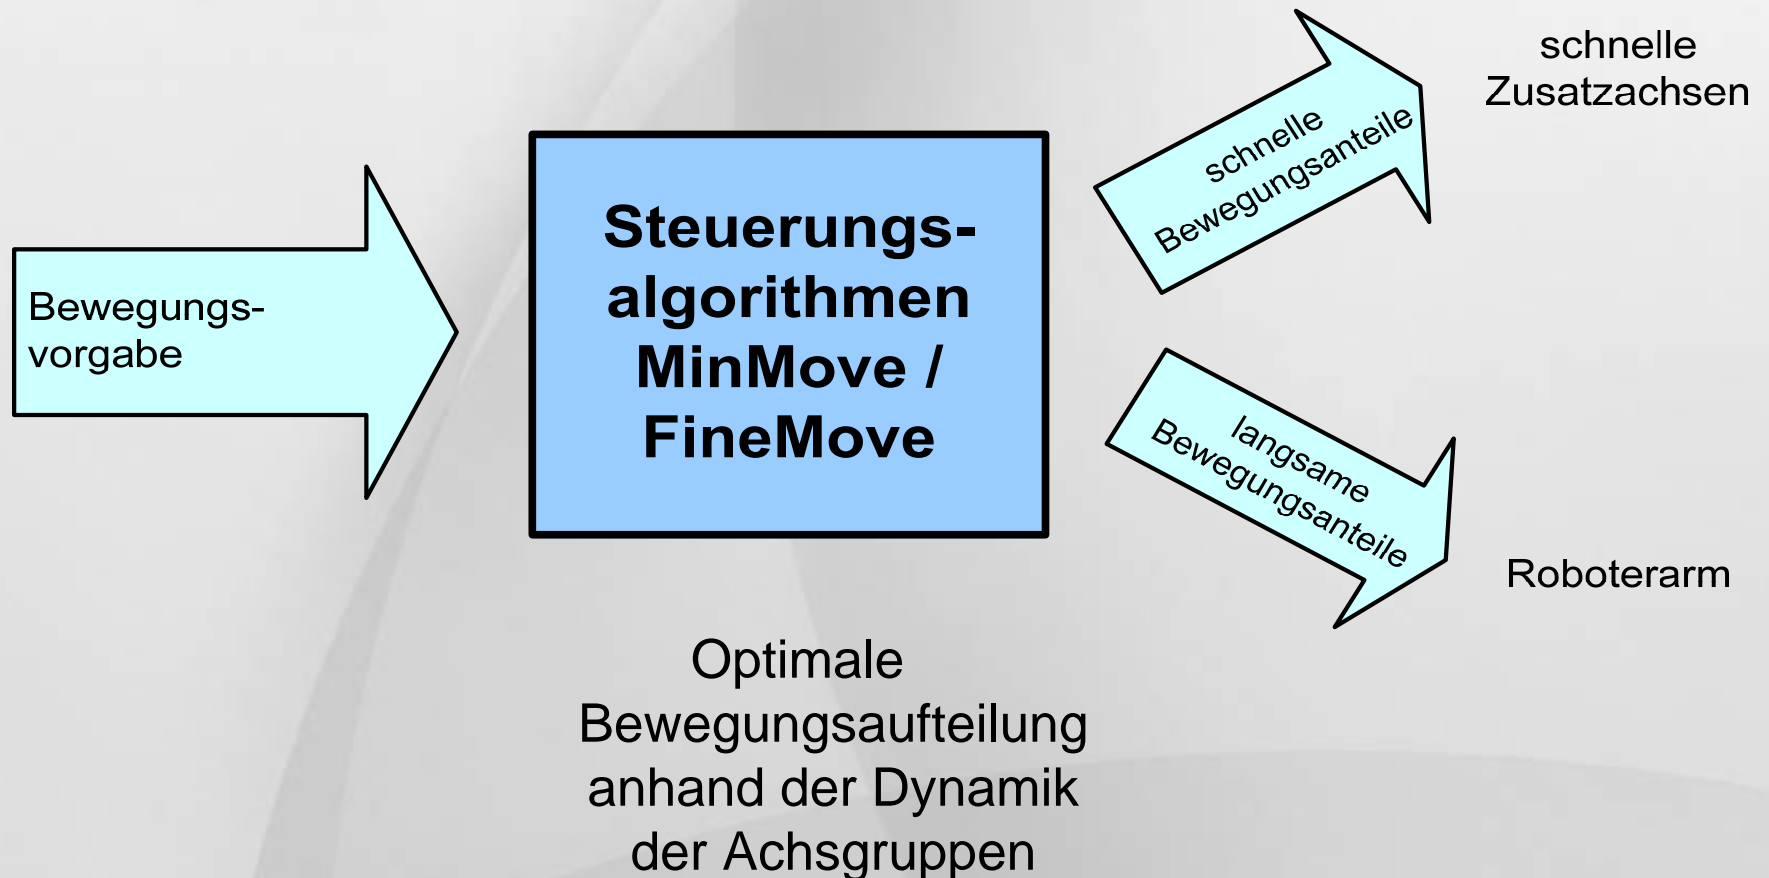 Bewegungs-
vorgabe
Steuerungs-
algorithmen
MinMove /
FineMove
schnelle
Bewegungsanteile
schnelle
Zusatzachsen
langsame
Bewegungsanteile
Roboterarm
Optimale
Bewegungsaufteilung
anhand der Dynamik
der Achsgruppen